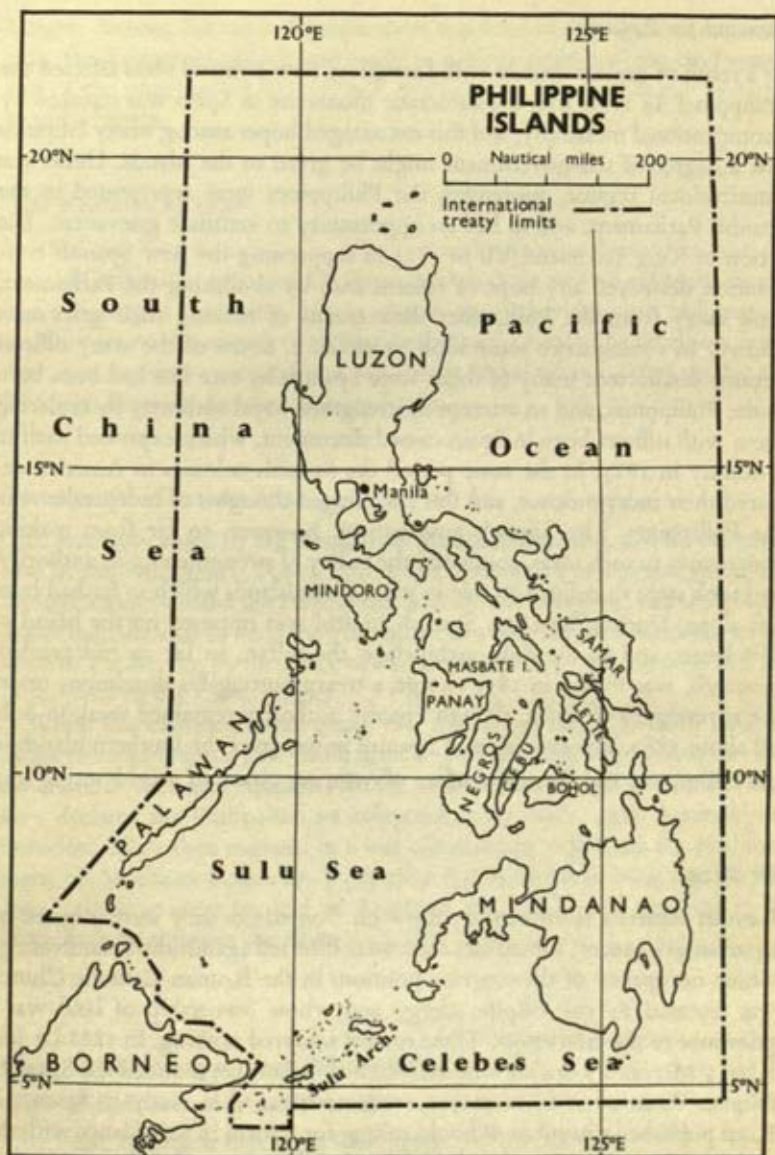 120°E
125°E
PHILIPPINE
ISLANDS
20°N
0 Nautical miles 200
20°N
International
treaty limits
South
Pacific
LUZON
China
Ocean
15°N
15°N
Manila
Sea
MINDORO
SAMAR
MASBATE I.
PANAY
LEYTE
PALAWAN
NEGROS
CEBU
10°N
10°N
BOHOL
Sulu Sea
MINDANAO
BORNEO
Sulu Arch.
Celebes Sea
5°N
5°N
120°E
125°E